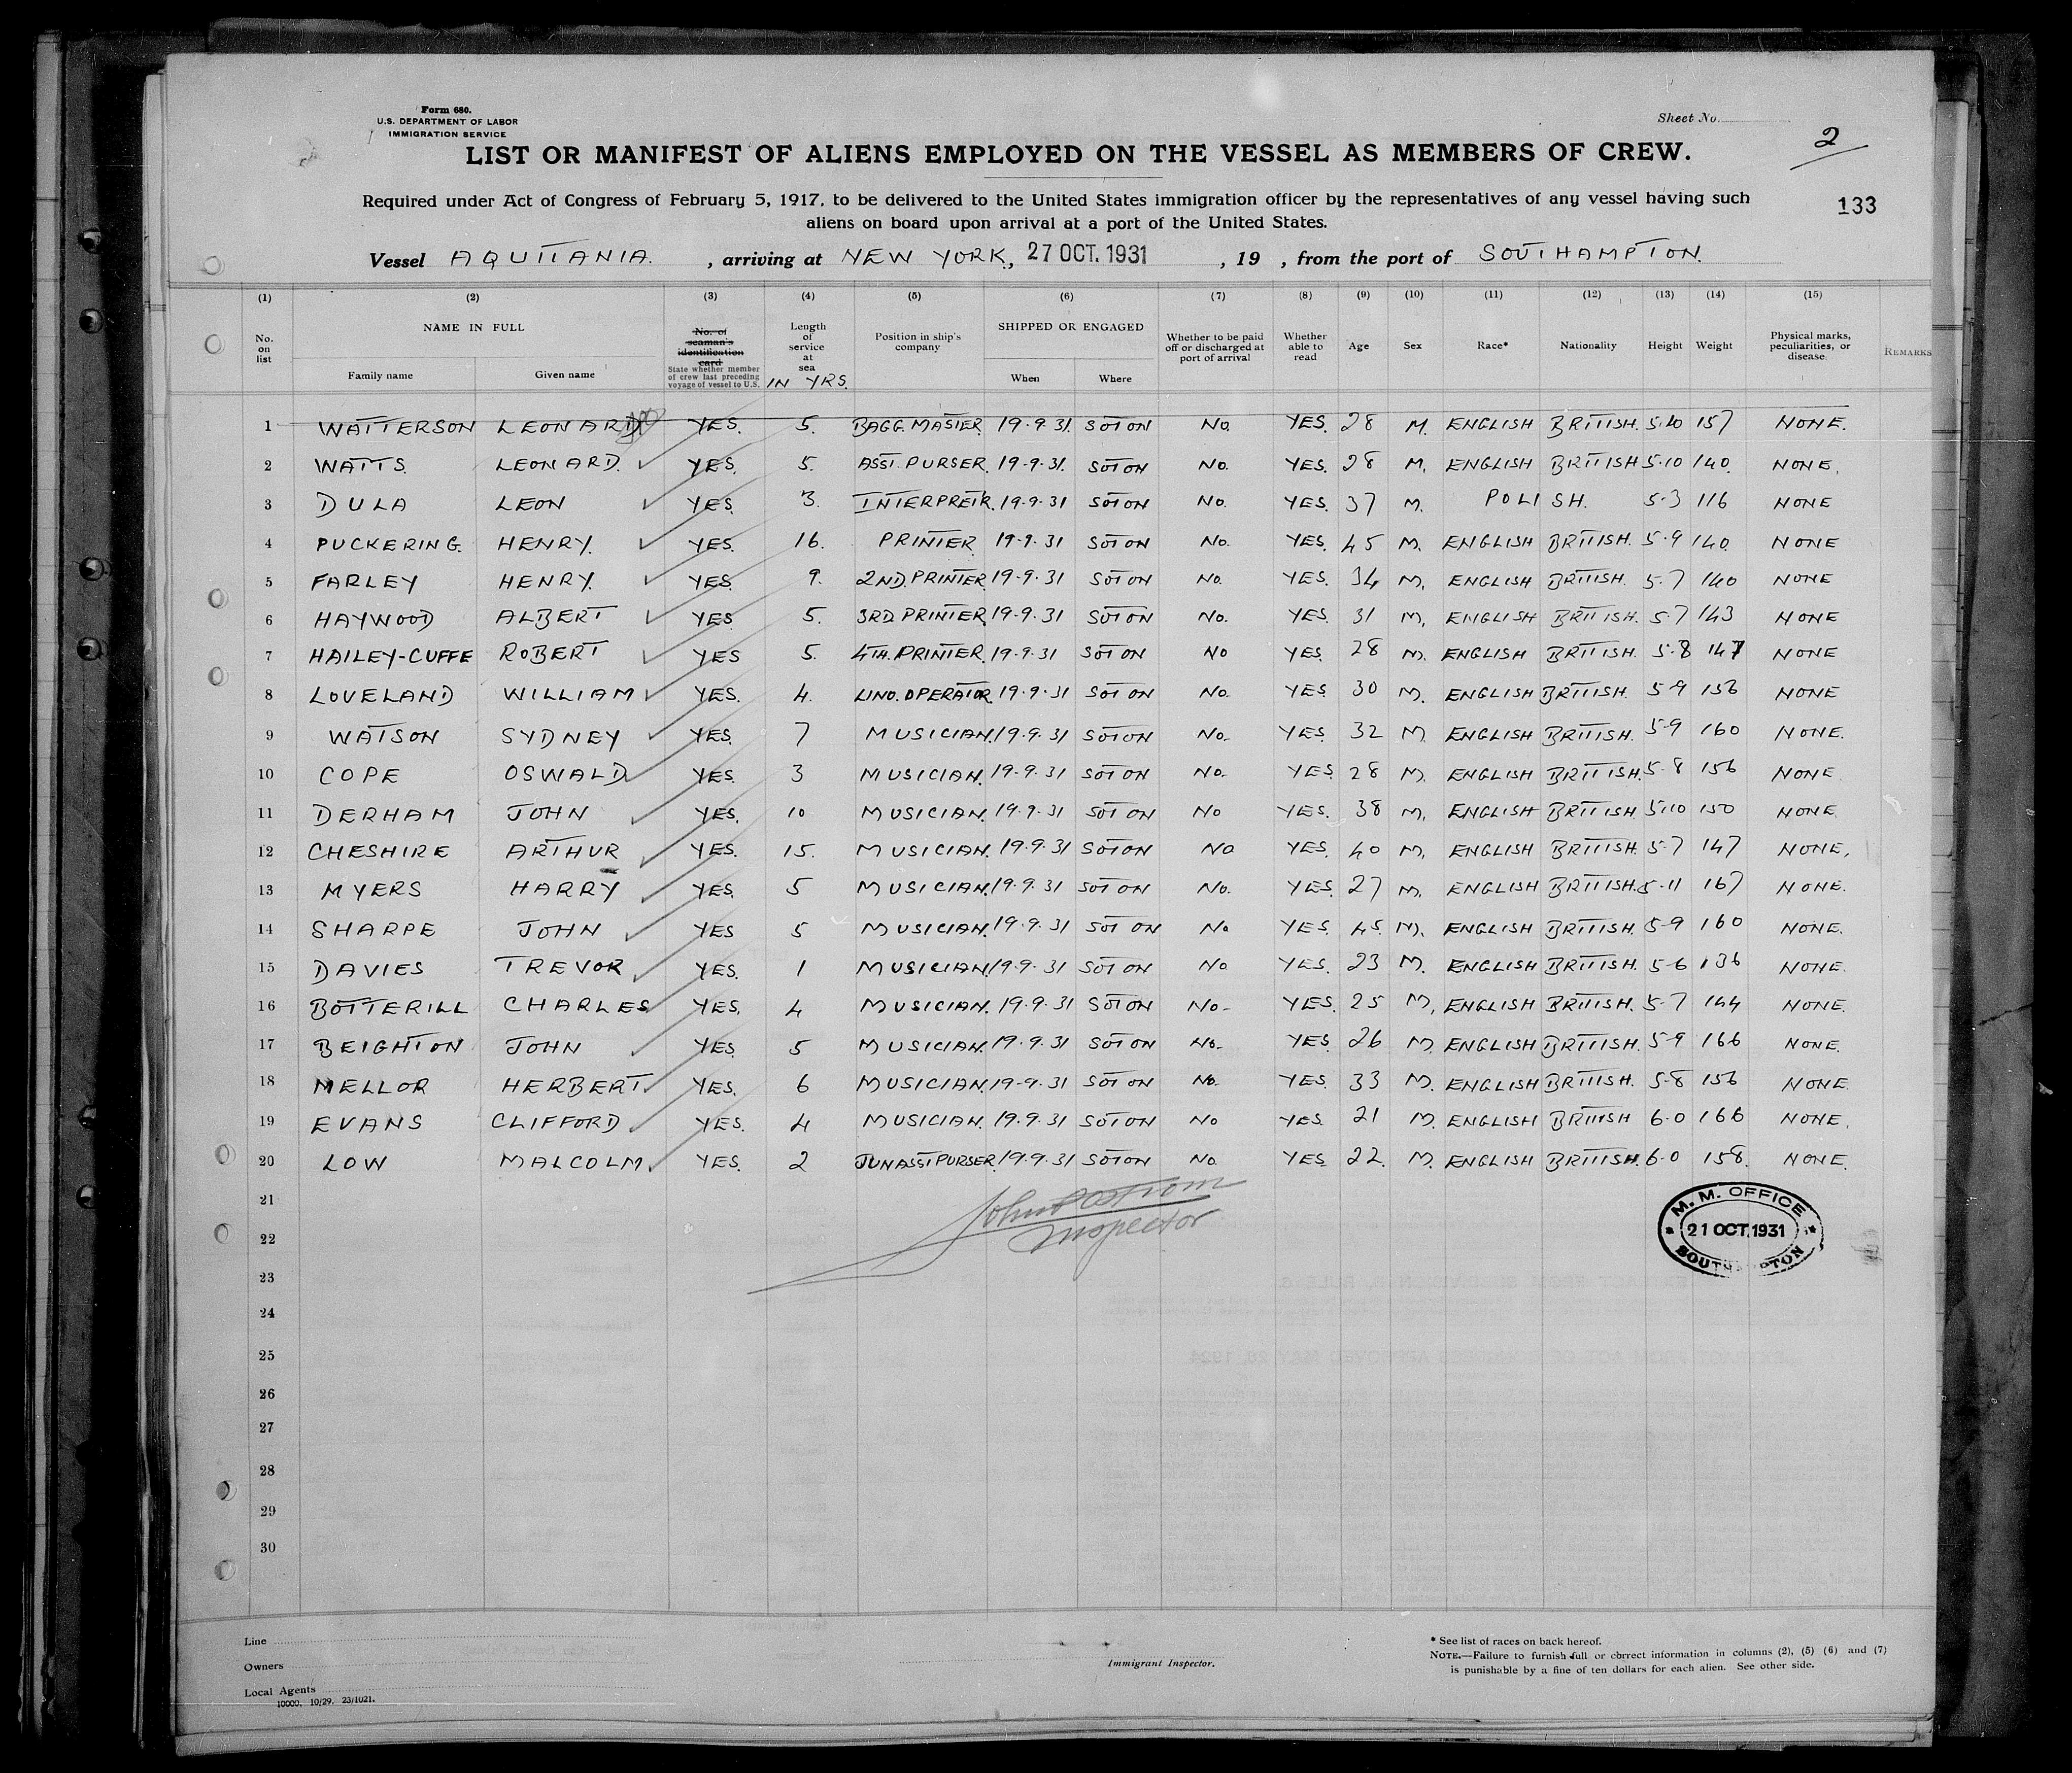 Form 680.
U.S. DEPARTMENT OF LABOR
IMMIGRATION SERVICE
Sheet No.
2
LIST OR MANIFEST OF ALIENS EMPLOYED ON THE VESSEL AS MEMBERS OF CREW.
Required under Act of Congress of February 5, 1917, to be delivered to the United States immigration officer by the representatives of any vessel having such
aliens on board upon arrival at a port of the United States.
133
Vessel AQUITANIA. , arriving at NEW YORK., 27 OCT. 1931 , 19 , from the port of SOUTHAMPTON.
(1) (2) (3) (4) (5) (6) (7) (8) (9) (10) (11) (12) (13) (14) (15)
No. on list NAME IN FULL Family name Given name No. of seaman's identification card State whether member of crew last preceding voyage of vessel to U.S. Length of service at sea IN YRS. Position in ship's company SHIPPED OR ENGAGED When Where Whether to be paid off or discharged at port of arrival Whether able to read Age Sex Race* Nationality Height Weight Physical marks, peculiarities, or disease. REMARKS
1 WATTERSON LEONARD YES. 5. BAGG. MASTER. 19.9.31. SOTON NO. YES. 28 M. ENGLISH BRITISH. 5.10 157 NONE.
2 WATTS. LEONARD. YES. 5. ASST. PURSER. 19-9-31. SOTON NO. YES. 28 M. ENGLISH BRITISH 5.10 140. NONE.
3 DULA LEON YES. 3. INTERPRETR. 19.9.31 SOTON NO. YES. 37 M. POLISH. 5.3 116 NONE
4 PUCKERING. HENRY. YES. 16. PRINTER 19.9.31 SOTON NO. YES. 45 M. ENGLISH BRITISH. 5.9 140. NONE
5 FARLEY HENRY. YES. 9. 2ND. PRINTER 19-9-31 SOTON NO. YES. 34 M. ENGLISH BRITISH. 5.7 140 NONE
6 HAYWOOD ALBERT YES. 5. 3RD. PRINTER. 19.9.31 SOTON NO. YES. 31 M. ENGLISH BRITISH. 5.7 143 NONE
7 HAILEY-CUFFE ROBERT YES 5. 4TH. PRINTER. 19-9-31 SOTON NO YES. 28 M. ENGLISH BRITISH. 5.8 147 NONE
8 LOVELAND WILLIAM YES. 4. LINO. OPERATOR. 19.9.31 SOTON NO. YES 30 M. ENGLISH BRITISH. 5.9 156 NONE
9 WATSON SYDNEY YES. 7 MUSICIAN. 19.9.31 SOTON NO. YES. 32 M. ENGLISH BRITISH. 5.9 160 NONE.
10 COPE OSWALD YES. 3 MUSICIAN. 19.9.31 SOTON NO. YES 28 M. ENGLISH BRITISH. 5.8 156 NONE
11 DERHAM JOHN YES. 10 MUSICIAN. 19.9.31 SOTON NO YES. 38 M. ENGLISH BRITISH. 5.10 150 NONE.
12 CHESHIRE ARTHUR YES. 15. MUSICIAN. 19.9.31 SOTON NO YES. 40 M. ENGLISH BRITISH. 5.7 147 NONE.
13 MYERS HARRY YES. 5 MUSICIAN. 19.9.31 SOTON NO. YES. 27 M. ENGLISH BRITISH. 5.11 167 NONE.
14 SHARPE JOHN YES 5 MUSICIAN. 19.9.31 SOTON NO YES. 45. M. ENGLISH BRITISH. 5.9 160 NONE.
15 DAVIES TREVOR YES. 1 MUSICIAN. 19.9.31 SOTON NO YES. 23 M. ENGLISH BRITISH. 5.6 136 NONE.
16 BOTTERILL CHARLES YES. 4 MUSICIAN. 19.9.31 SOTON NO. YES. 25 M. ENGLISH BRITISH. 5.7 144 NONE.
17 BEIGHTON JOHN YES. 5 MUSICIAN. 19.9.31 SOTON NO. YES. 26 M. ENGLISH BRITISH. 5.9 166 NONE.
18 MELLOR HERBERT YES. 6 MUSICIAN. 19-9.31 SOTON NO. YES. 33 M. ENGLISH BRITISH. 5.8 156 NONE.
19 EVANS CLIFFORD YES. 4 MUSICIAN. 19.9.31 SOTON NO YES 21 M. ENGLISH BRITISH 6.0 166 NONE.
20 LOW MALCOLM. YES. 2 JUN ASST PURSER. 19.9.31 SOTON NO. YES 22. M. ENGLISH BRITISH. 6.0 158. NONE.
21
Inspector
M.M. OFFICE
21 OCT. 1931
SOUTHAMPTON
22
23
24
25
26
27
28
29
30
Line
Owners
Local Agents
10000. 10/29. 23/1021.
Immigrant Inspector.
* See list of races on back hereof.
NOTE.—Failure to furnish full or correct information in columns (2), (5) (6) and (7)
is punishable by a fine of ten dollars for each alien. See other side.